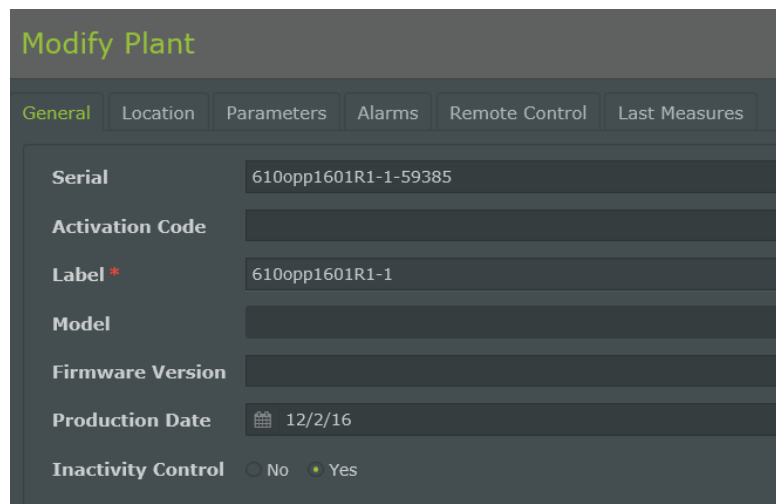 Modify Plant
General Location Parameters Alarms Remote Control Last Measures
Serial 610opp1601R1-1-59385
Activation Code
Label * 610opp1601R1-1
Model
Firmware Version
Production Date 12/2/16
Inactivity Control No Yes